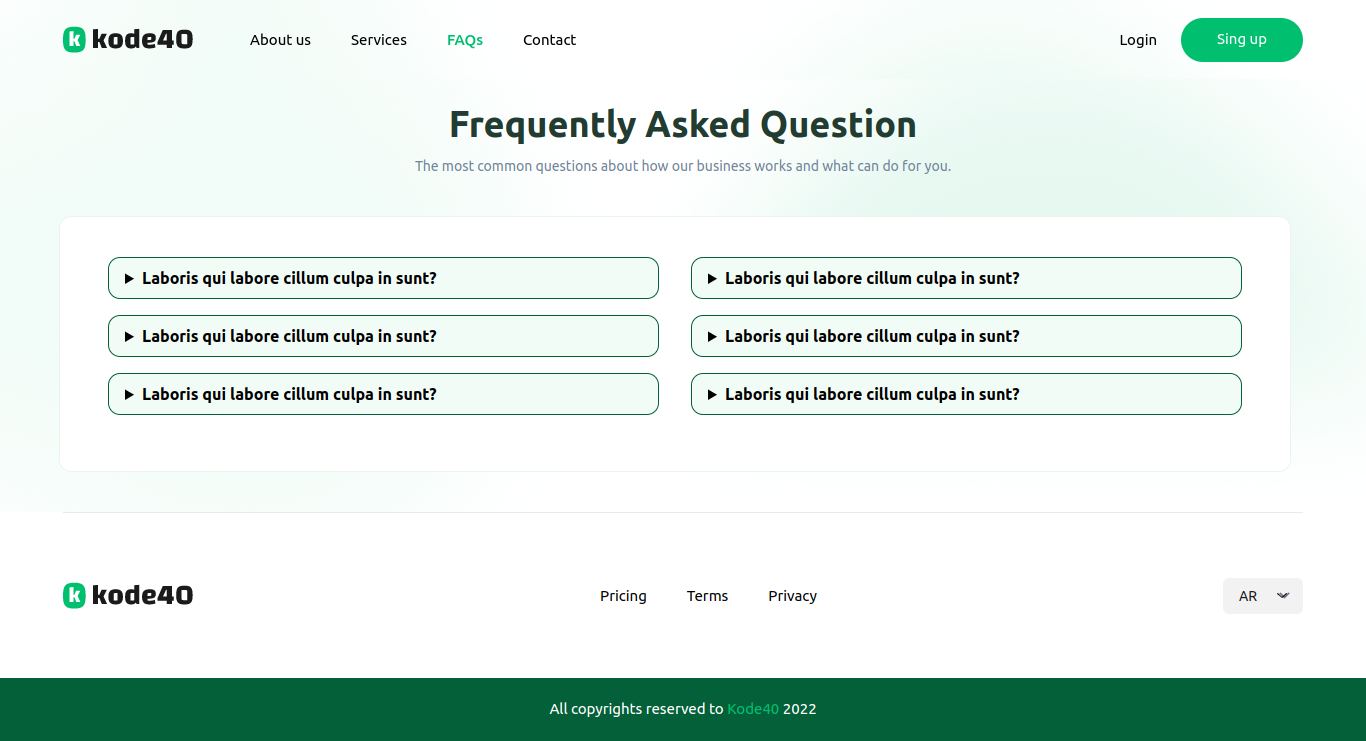 k kode40 About us Services FAQs Contact Login Sing up
Frequently Asked Question
The most common questions about how our business works and what can do for you.
Laboris qui labore cillum culpa in sunt? Laboris qui labore cillum culpa in sunt?
Laboris qui labore cillum culpa in sunt? Laboris qui labore cillum culpa in sunt?
Laboris qui labore cillum culpa in sunt? Laboris qui labore cillum culpa in sunt?
k kode40 Pricing Terms Privacy AR
All copyrights reserved to Kode40 2022